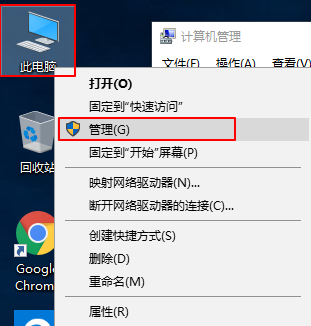 计算机管理
文件(F) 操作(A) 查看(V)
此电脑
打开(O)
固定到"快速访问"
管理(G)
固定到"开始"屏幕(P)
回收站
映射网络驱动器(N)...
断开网络驱动器的连接(C)...
创建快捷方式(S)
删除(D)
重命名(M)
Google
Chrom
属性(R)